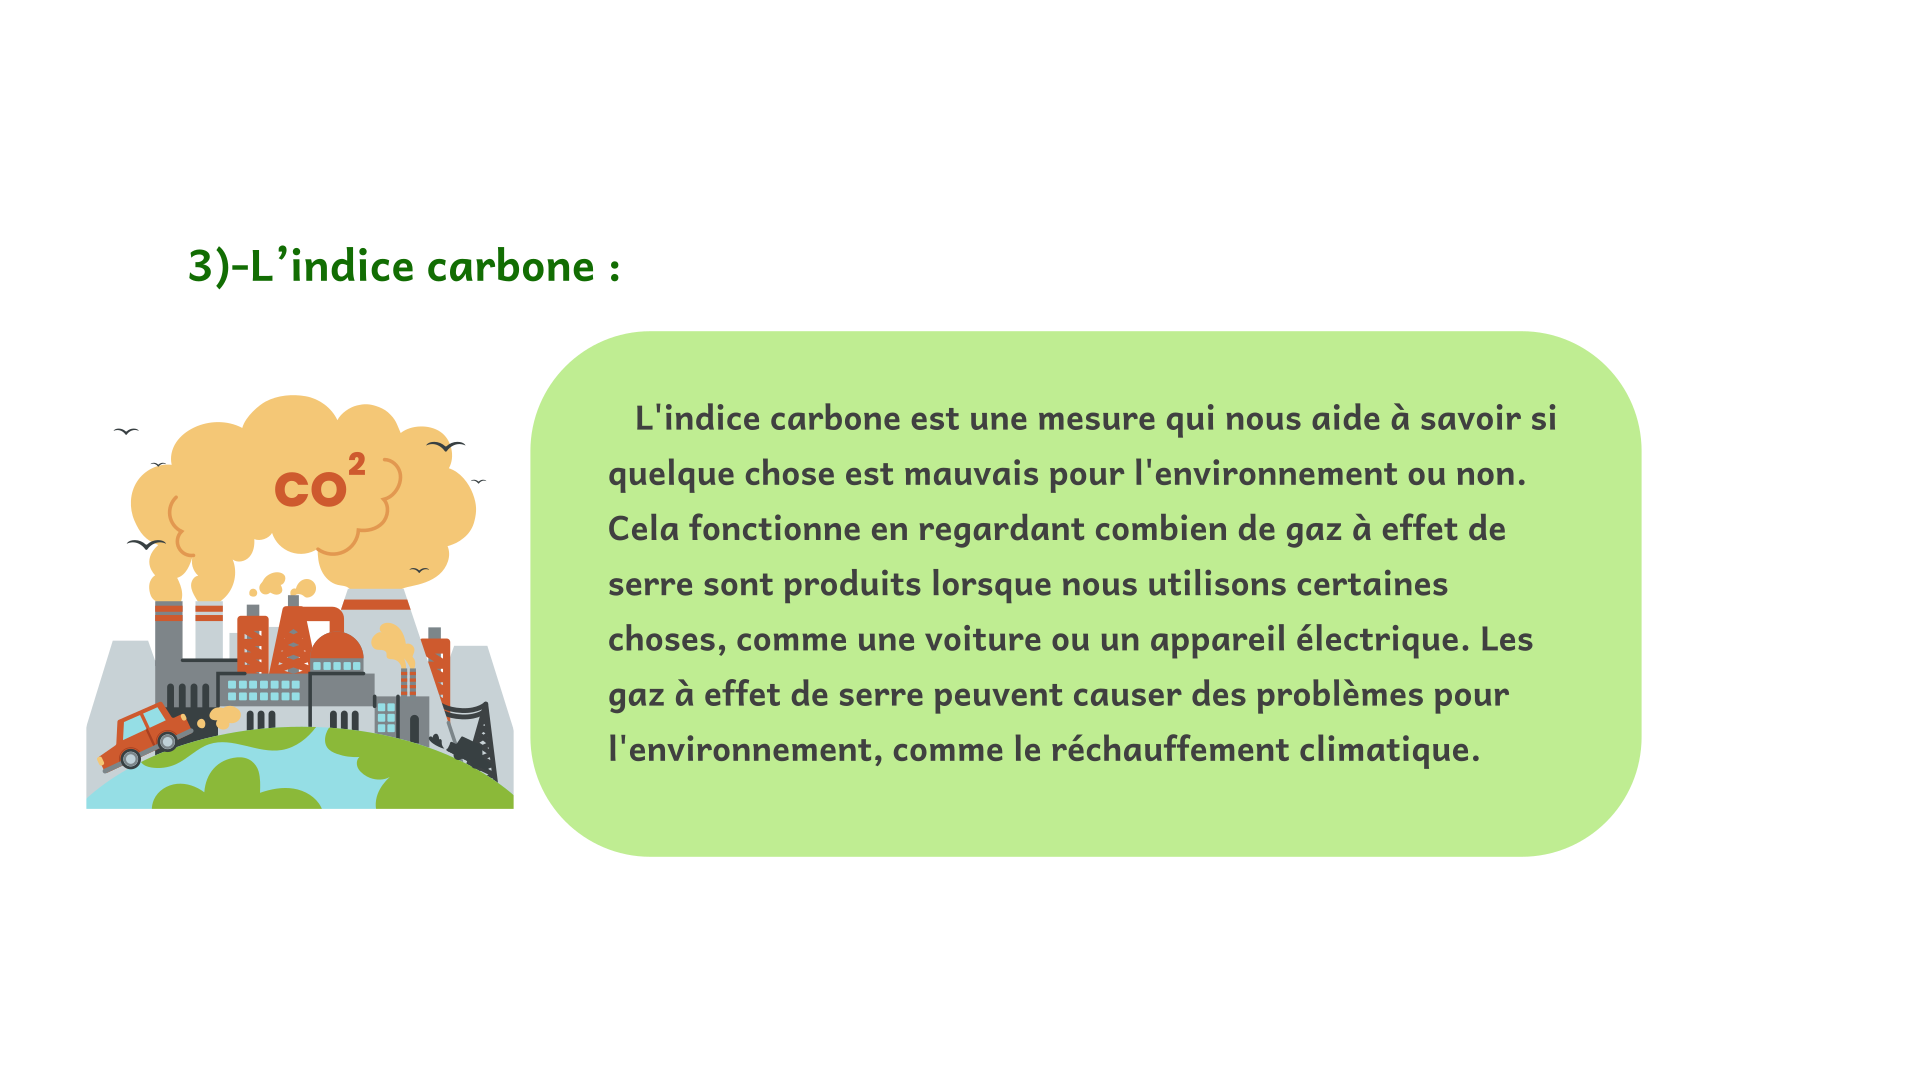 3)-L’indice carbone :
CO²
L'indice carbone est une mesure qui nous aide à savoir si
quelque chose est mauvais pour l'environnement ou non.
Cela fonctionne en regardant combien de gaz à effet de
serre sont produits lorsque nous utilisons certaines
choses, comme une voiture ou un appareil électrique. Les
gaz à effet de serre peuvent causer des problèmes pour
l'environnement, comme le réchauffement climatique.